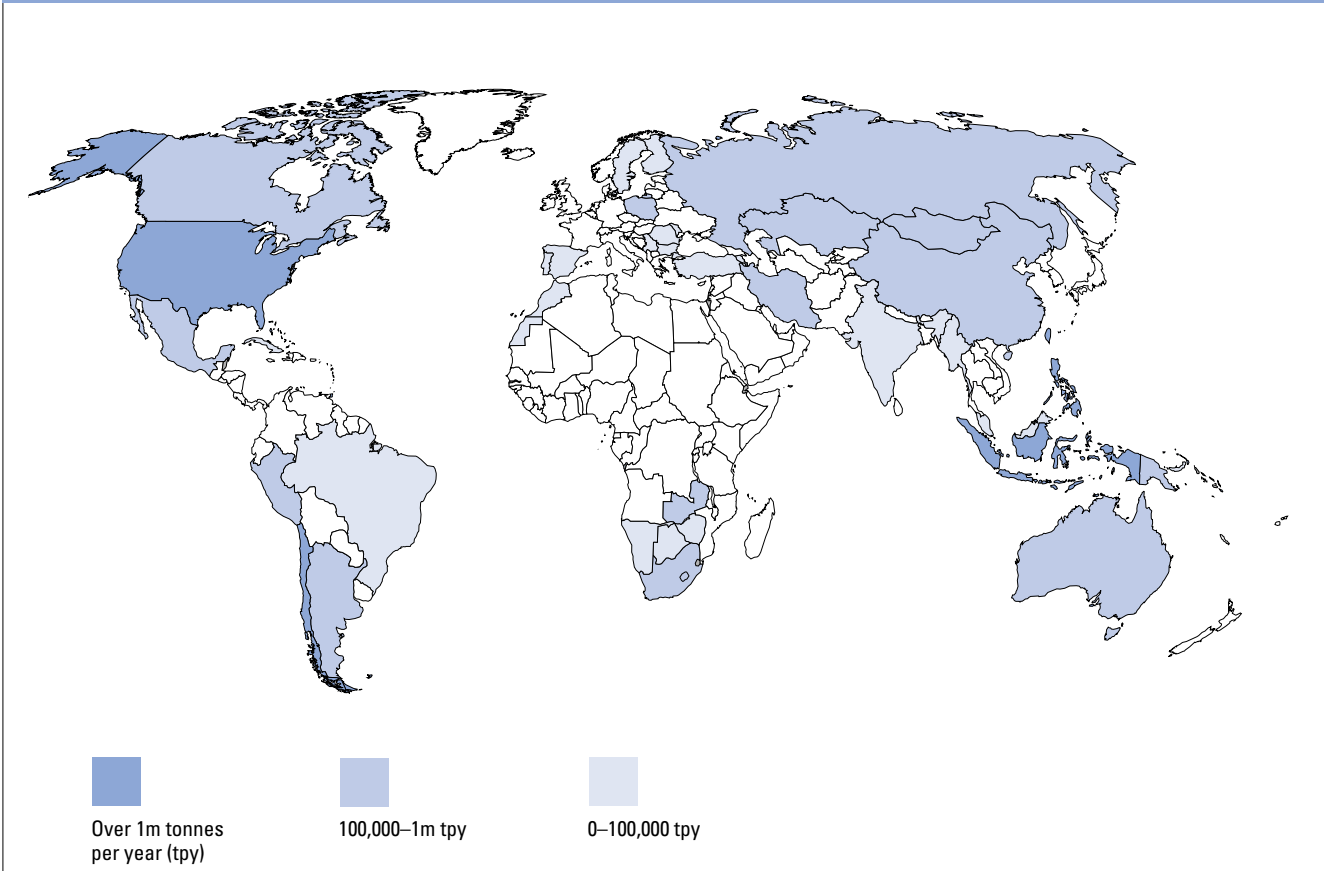 Over 1m tonnes
per year (tpy)
100,000–1m tpy
0–100,000 tpy